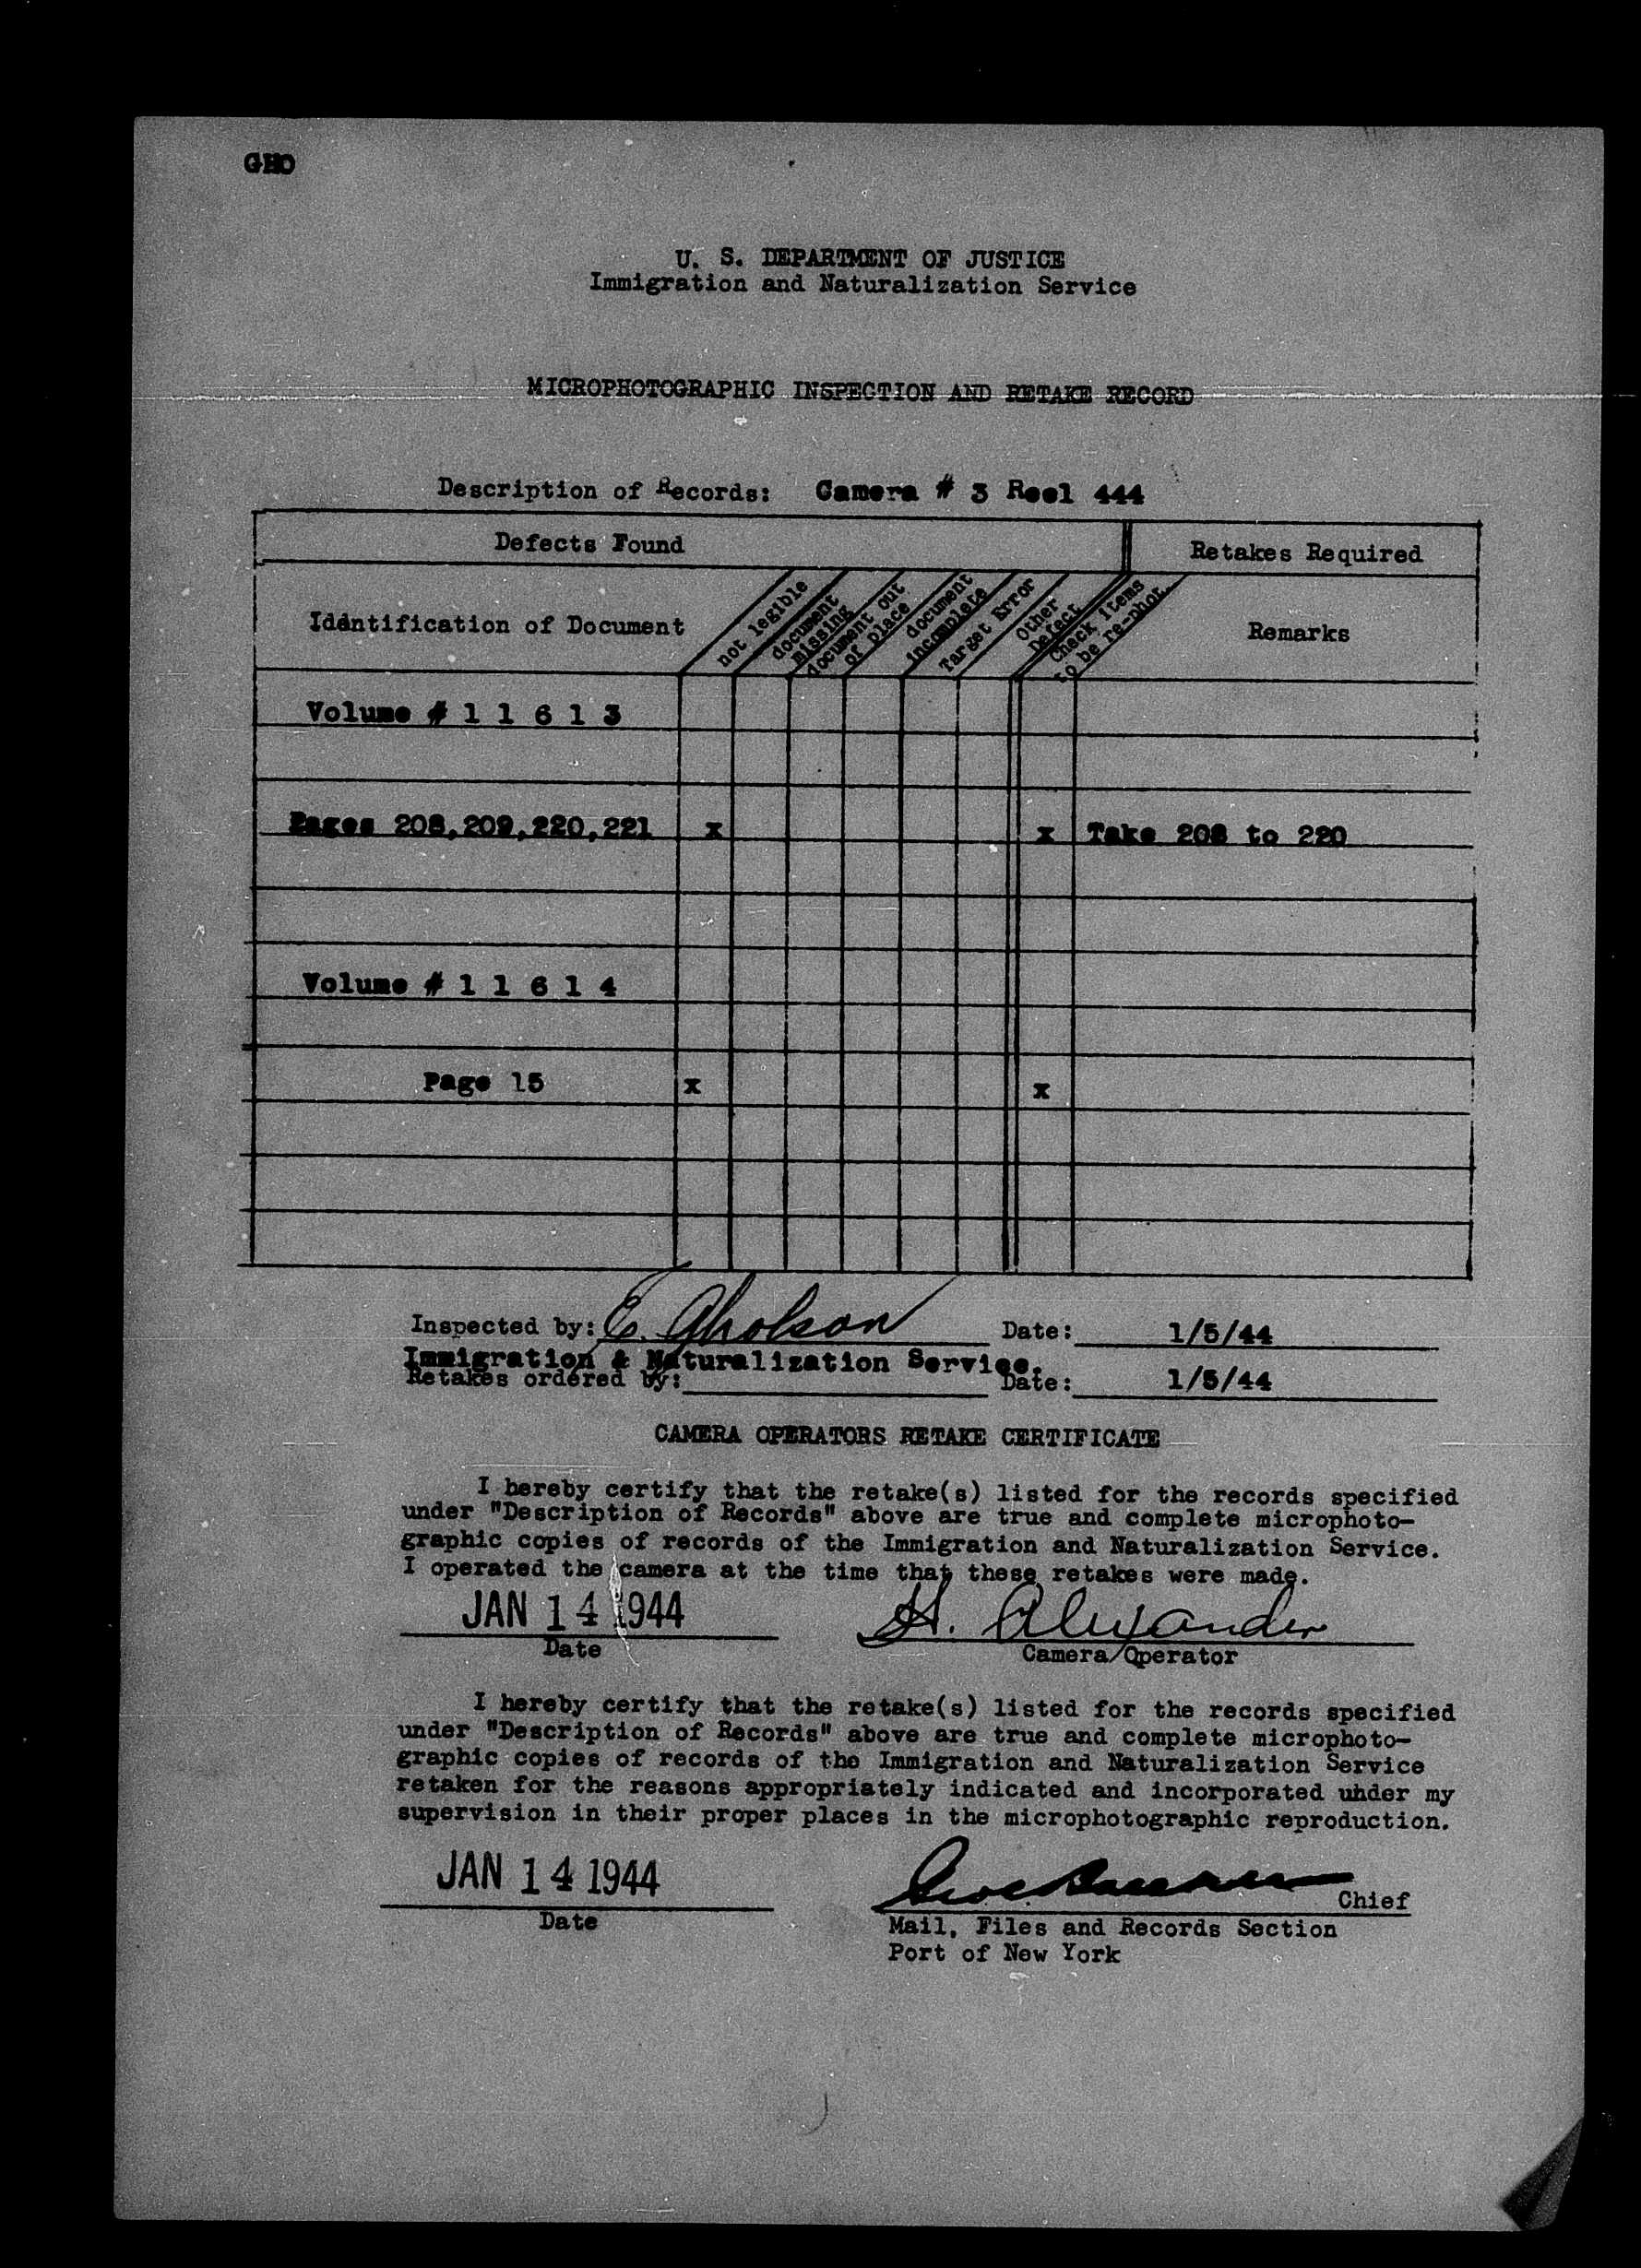 GHO
U. S. DEPARTMENT OF JUSTICE
Immigration and Naturalization Service
MICROPHOTOGRAPHIC INSPECTION AND RETAKE RECORD
Description of Records: Camera # 3 Reel 444
Defects Found
Retakes Required
Identification of Document
not legible
document missing
document out of place
document incomplete
Target Error
Other Defect
Check items to be re-phot.
Remarks
Volume # 1 1 6 1 3
Pages 208,209,220,221 x x Take 208 to 220
Volume # 1 1 6 1 4
Page 15 x x
Inspected by: E. Gholson Date: 1/5/44
Immigration & Naturalization Service.
Retakes ordered by: Date: 1/5/44
CAMERA OPERATORS RETAKE CERTIFICATE
I hereby certify that the retake(s) listed for the records specified
under "Description of Records" above are true and complete microphoto-
graphic copies of records of the Immigration and Naturalization Service.
I operated the camera at the time that these retakes were made.
JAN 14 1944 H. Alexander
Date Camera Operator
I hereby certify that the retake(s) listed for the records specified
under "Description of Records" above are true and complete microphoto-
graphic copies of records of the Immigration and Naturalization Service
retaken for the reasons appropriately indicated and incorporated under my
supervision in their proper places in the microphotographic reproduction.
JAN 14 1944 Chief
Date Mail, Files and Records Section
Port of New York